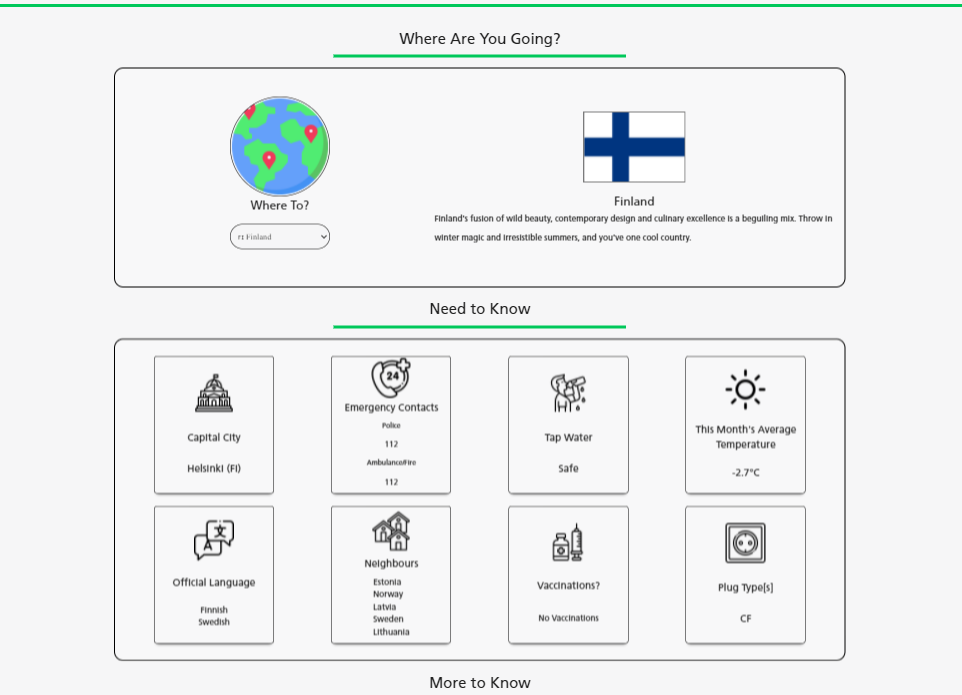 Where Are You Going?
Where To?
Finland
Finland
Finland's fusion of wild beauty, contemporary design and culinary excellence is a beguiling mix. Throw in
winter magic and irresistible summers, and you've one cool country.
Need to Know
24
Capital City
Helsinki (FI)
Emergency Contacts
Police
112
Ambulance/Fire
112
Tap Water
Safe
This Month's Average
Temperature
-2.7°C
文
A
Official Language
Finnish
Swedish
Neighbours
Estonia
Norway
Latvia
Sweden
Lithuania
Vaccinations?
No Vaccinations
Plug Type[s]
CF
More to Know